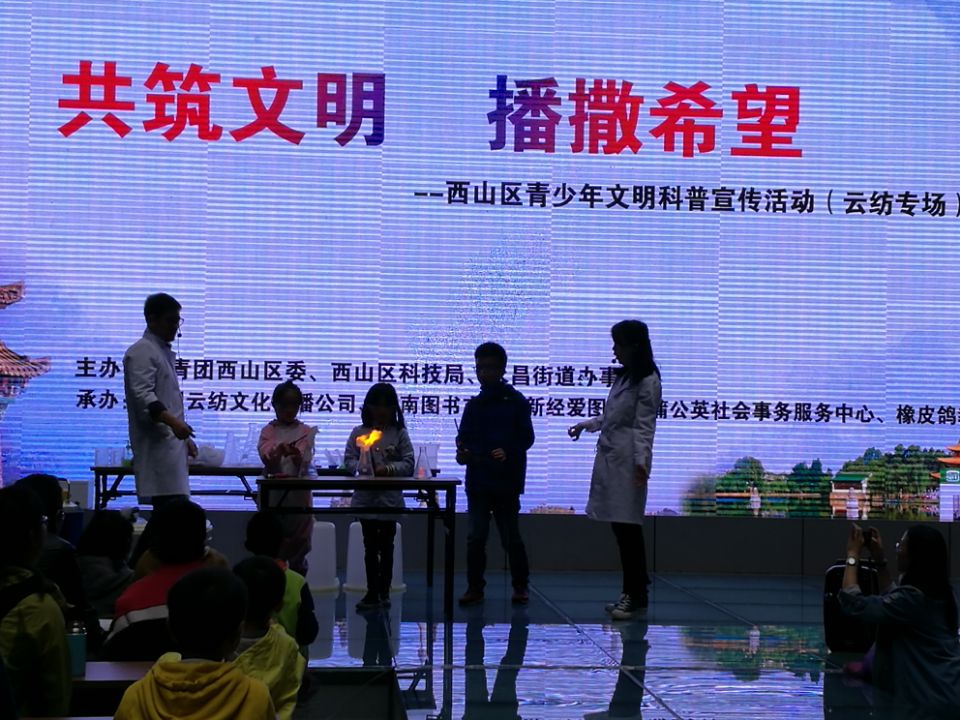 共筑文明 播撒希望
--西山区青少年文明科普宣传活动（云纺专场）
主办 青团西山区委、西山区科技局、 昌街道办事
承办： 云纺文化 播公司 南图书 新经爱图 蒲公英社会事务服务中心、橡皮鸽